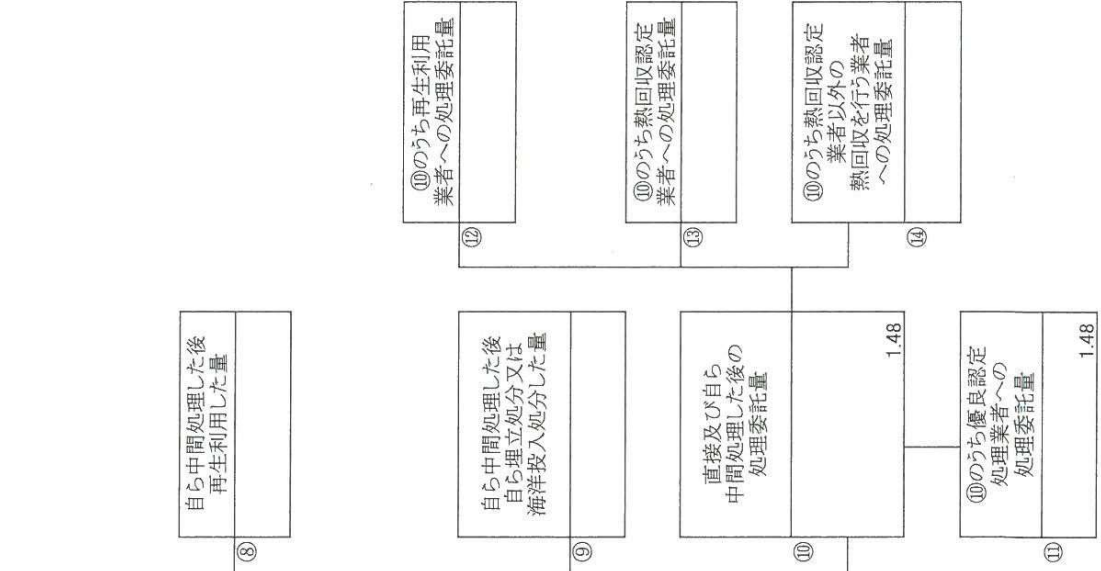 自ら中間処理した後
再生利用した量
⑧
自ら中間処理した後
自ら埋立処分又は
海洋投入処分した量
⑨
直接及び自ら
中間処理した後の
処理委託量
1.48
⑩
⑩のうち優良認定
処理業者への
処理委託量
1.48
⑪
⑩のうち再生利用
業者への処理委託量
⑫
⑩のうち熱回収認定
業者への処理委託量
⑬
⑩のうち熱回収認定
業者以外の
熱回収を行う業者
への処理委託量
⑭